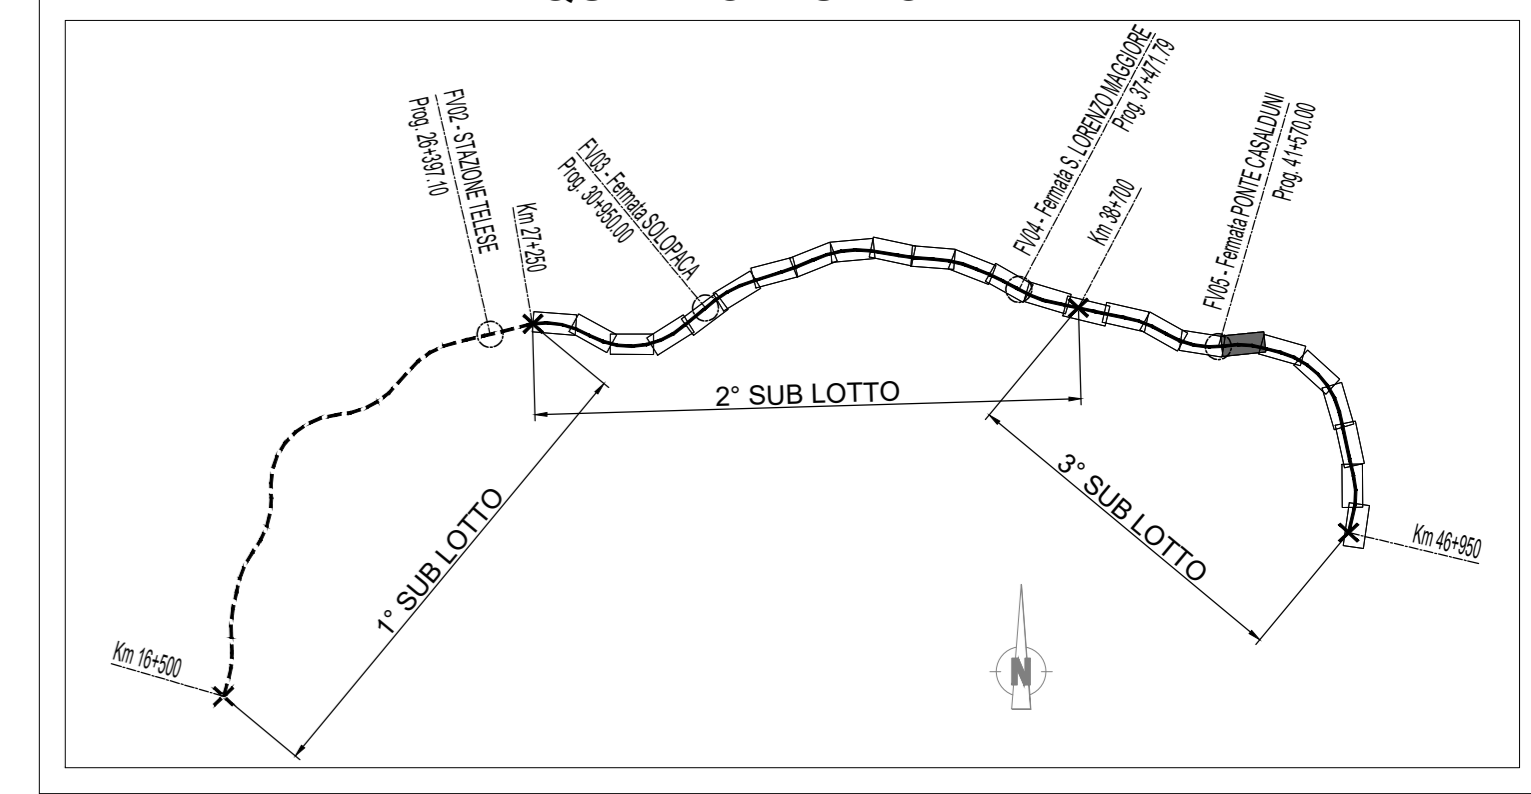 FV02 - STAZIONE TELESE
Prog. 26+397.10
Km 27+250
FV03 - Fermata SOLOPACA
Prog. 30+950.00
FV04 - Fermata S. LORENZO MAGGIORE
Prog. 37+471.79
Km 38+700
FV05 - Fermata PONTE CASALDUNI
Prog. 41+570.00
2° SUB LOTTO
1° SUB LOTTO
3° SUB LOTTO
Km 46+950
Km 16+500
N